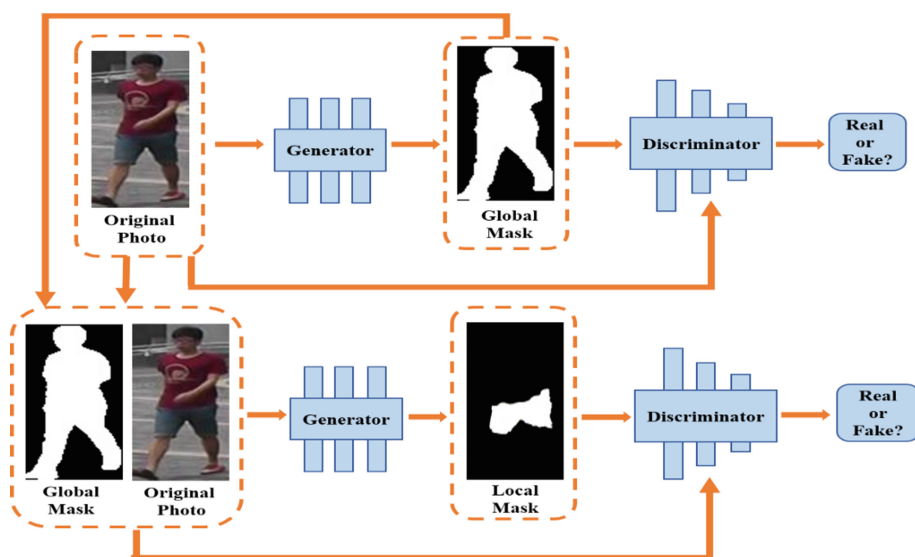 Original
Photo
Generator
Global
Mask
Discriminator
Real
or
Fake?
Global
Mask
Original
Photo
Generator
Local
Mask
Discriminator
Real
or
Fake?